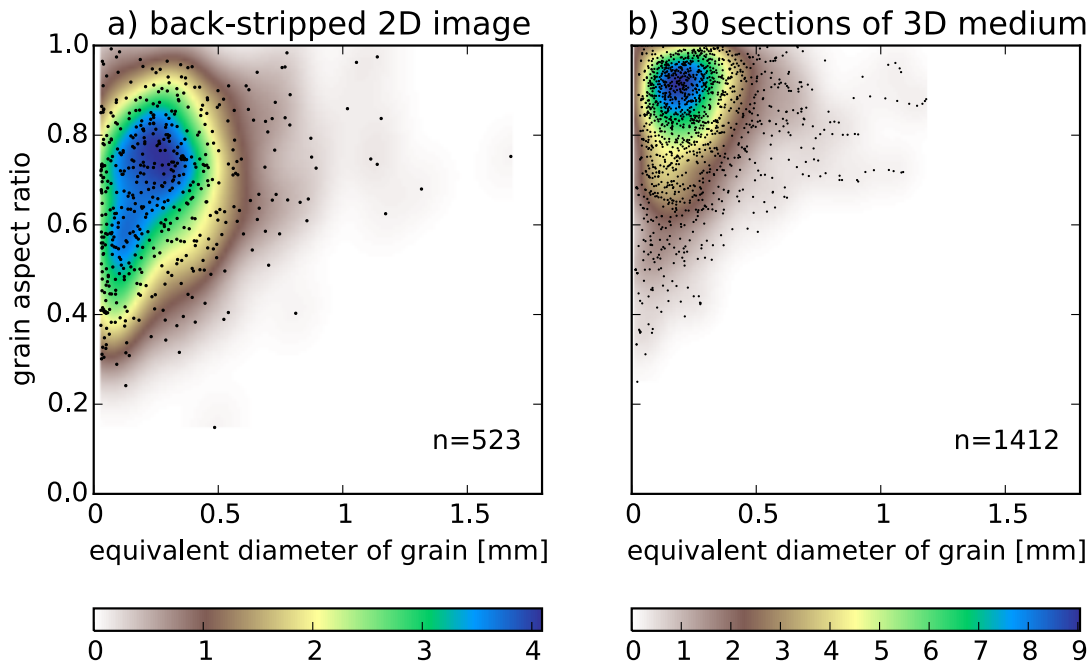 a) back-stripped 2D image
b) 30 sections of 3D medium
grain aspect ratio
1.0
0.8
0.6
0.4
0.2
0.0
n=523
n=1412
0 0.5 1 1.5
0 0.5 1 1.5
equivalent diameter of grain [mm]
equivalent diameter of grain [mm]
0 1 2 3 4
0 1 2 3 4 5 6 7 8 9